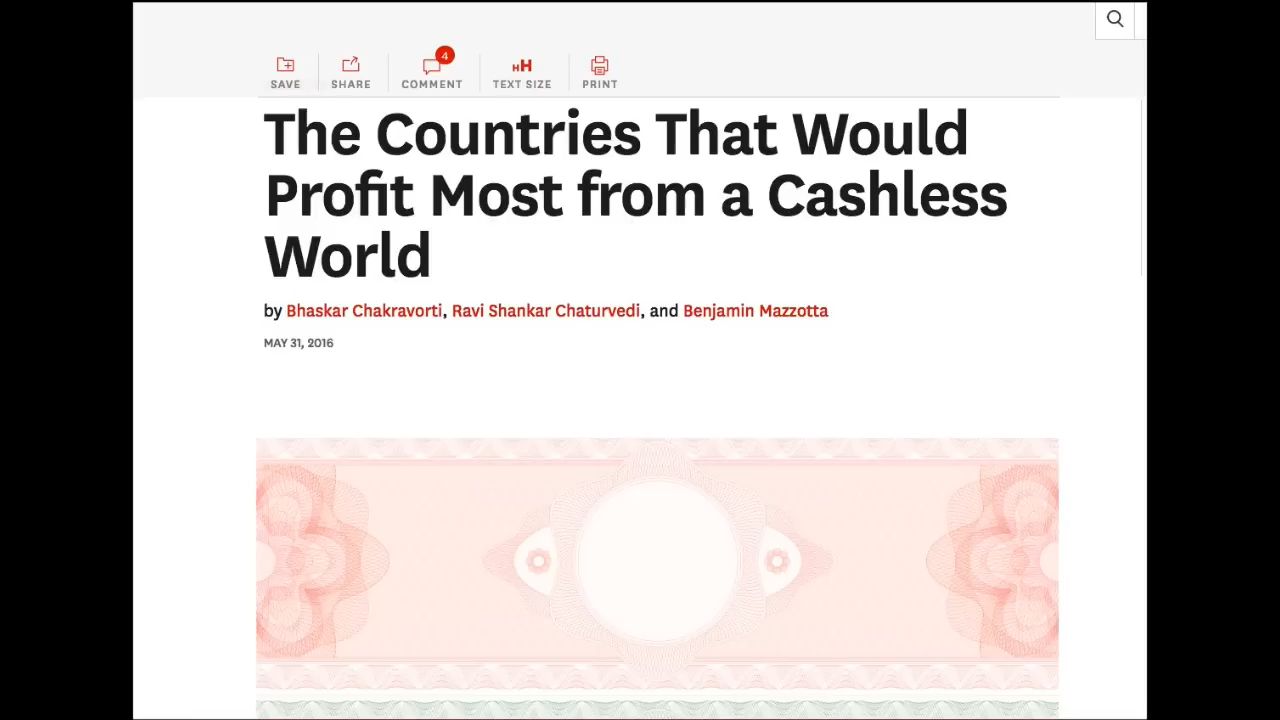 4
SAVE SHARE COMMENT HH TEXT SIZE PRINT
The Countries That Would
Profit Most from a Cashless
World
by Bhaskar Chakravorti, Ravi Shankar Chaturvedi, and Benjamin Mazzotta
MAY 31, 2016